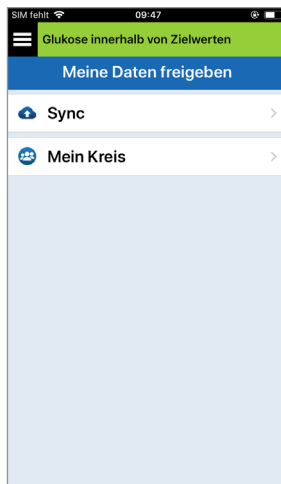 SIM fehlt 09:47
Glukose innerhalb von Zielwerten
Meine Daten freigeben
Sync
Mein Kreis